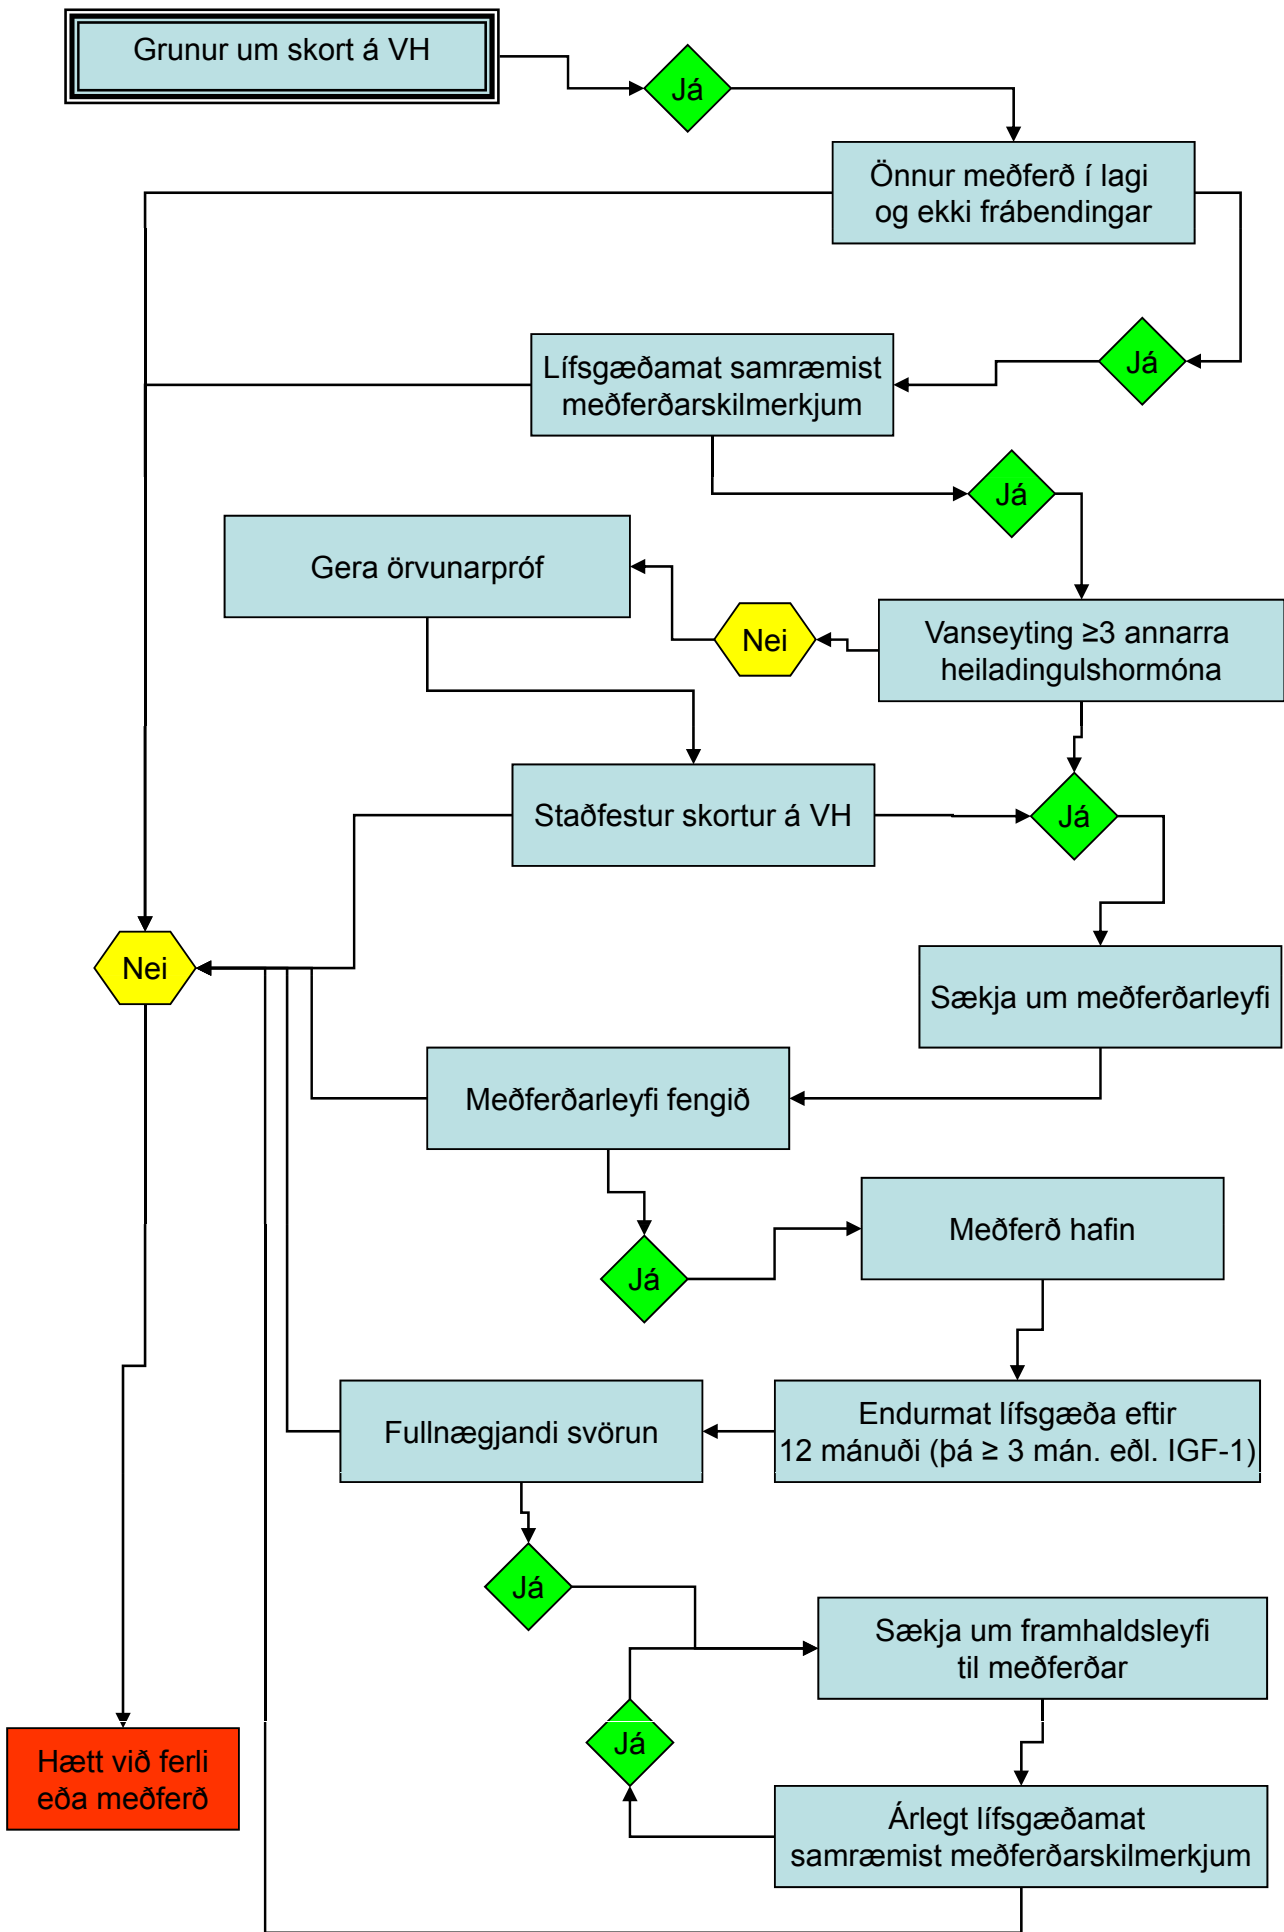 Grunur um skort á VH
Já
Önnur meðferð í lagi
og ekki frábendingar
Já
Lífsgæðamat samræmist
meðferðarskilmerkjum
Já
Gera örvunarpróf
Nei
Vanseyting ≥3 annarra
heiladingulshormóna
Staðfestur skortur á VH
Já
Nei
Sækja um meðferðarleyfi
Meðferðarleyfi fengið
Meðferð hafin
Já
Fullnægjandi svörun
Endurmat lífsgæða eftir
12 mánuði (þá ≥ 3 mán. eðl. IGF-1)
Já
Sækja um framhaldsleyfi
til meðferðar
Já
Hætt við ferli
eða meðferð
Árlegt lífsgæðamat
samræmist meðferðarskilmerkjum